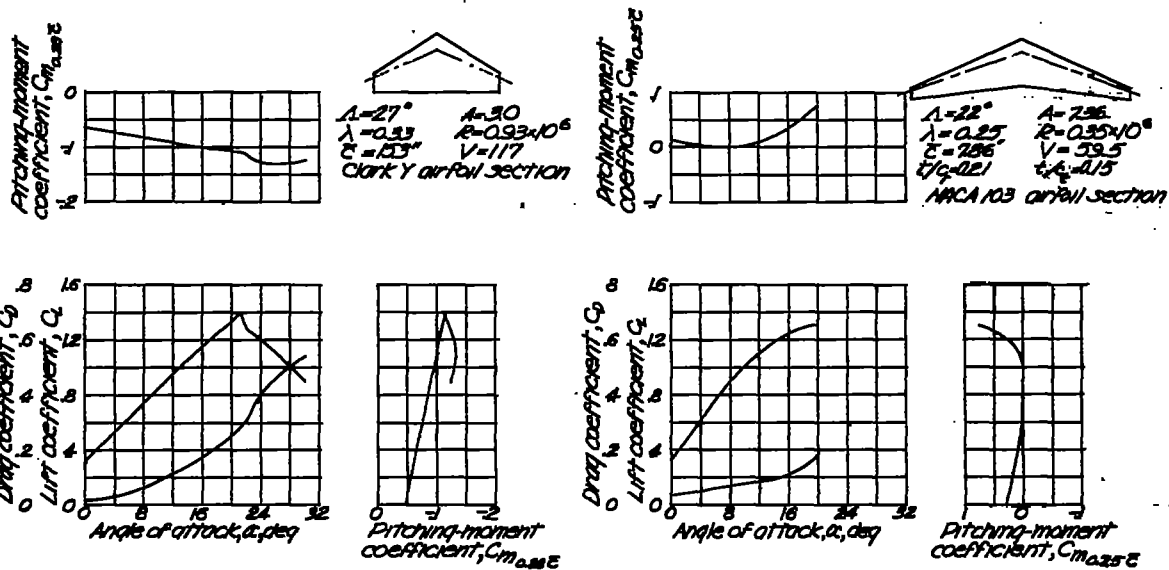 Pitching-moment
coefficient, Cm0.25c̄
0
-.1
-.2
Λ=27° A=3.0
λ=0.33 R=0.93×10⁶
c̄=15.3" V=117
Clark Y airfoil section
Drag coefficient, CD
.8
.6
.4
.2
0
Lift coefficient, CL
1.6
1.2
.8
.4
0
0 8 16 24 32
Angle of attack, α, deg
0 -.1 -.2
Pitching-moment
coefficient, Cm0.25c̄
Pitching-moment
coefficient, Cm0.25c̄
.1
0
-.1
Λ=22° A=7.36
λ=0.25 R=0.35×10⁶
c̄=7.86" V=59.5
t/cr=0.21 t/ct=0.15
NACA 103 airfoil section
Drag coefficient, CD
.8
.6
.4
.2
0
Lift coefficient, CL
1.6
1.2
.8
.4
0
0 8 16 24 32
Angle of attack, α, deg
.1 0 -.1
Pitching-moment
coefficient, Cm0.25c̄